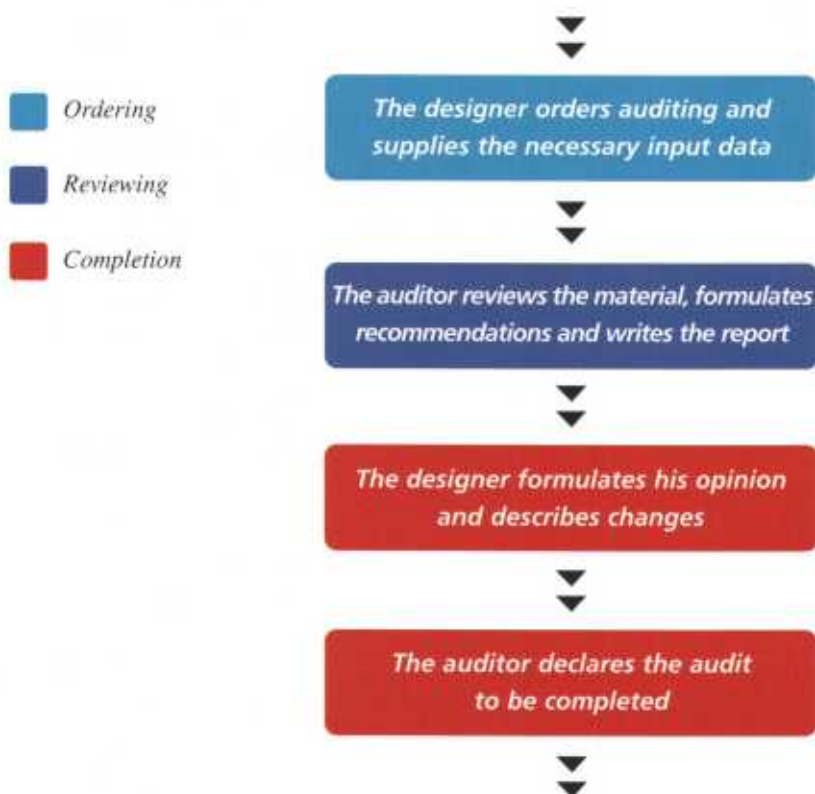 Ordering
Reviewing
Completion
The designer orders auditing and
supplies the necessary input data
The auditor reviews the material, formulates
recommendations and writes the report
The designer formulates his opinion
and describes changes
The auditor declares the audit
to be completed